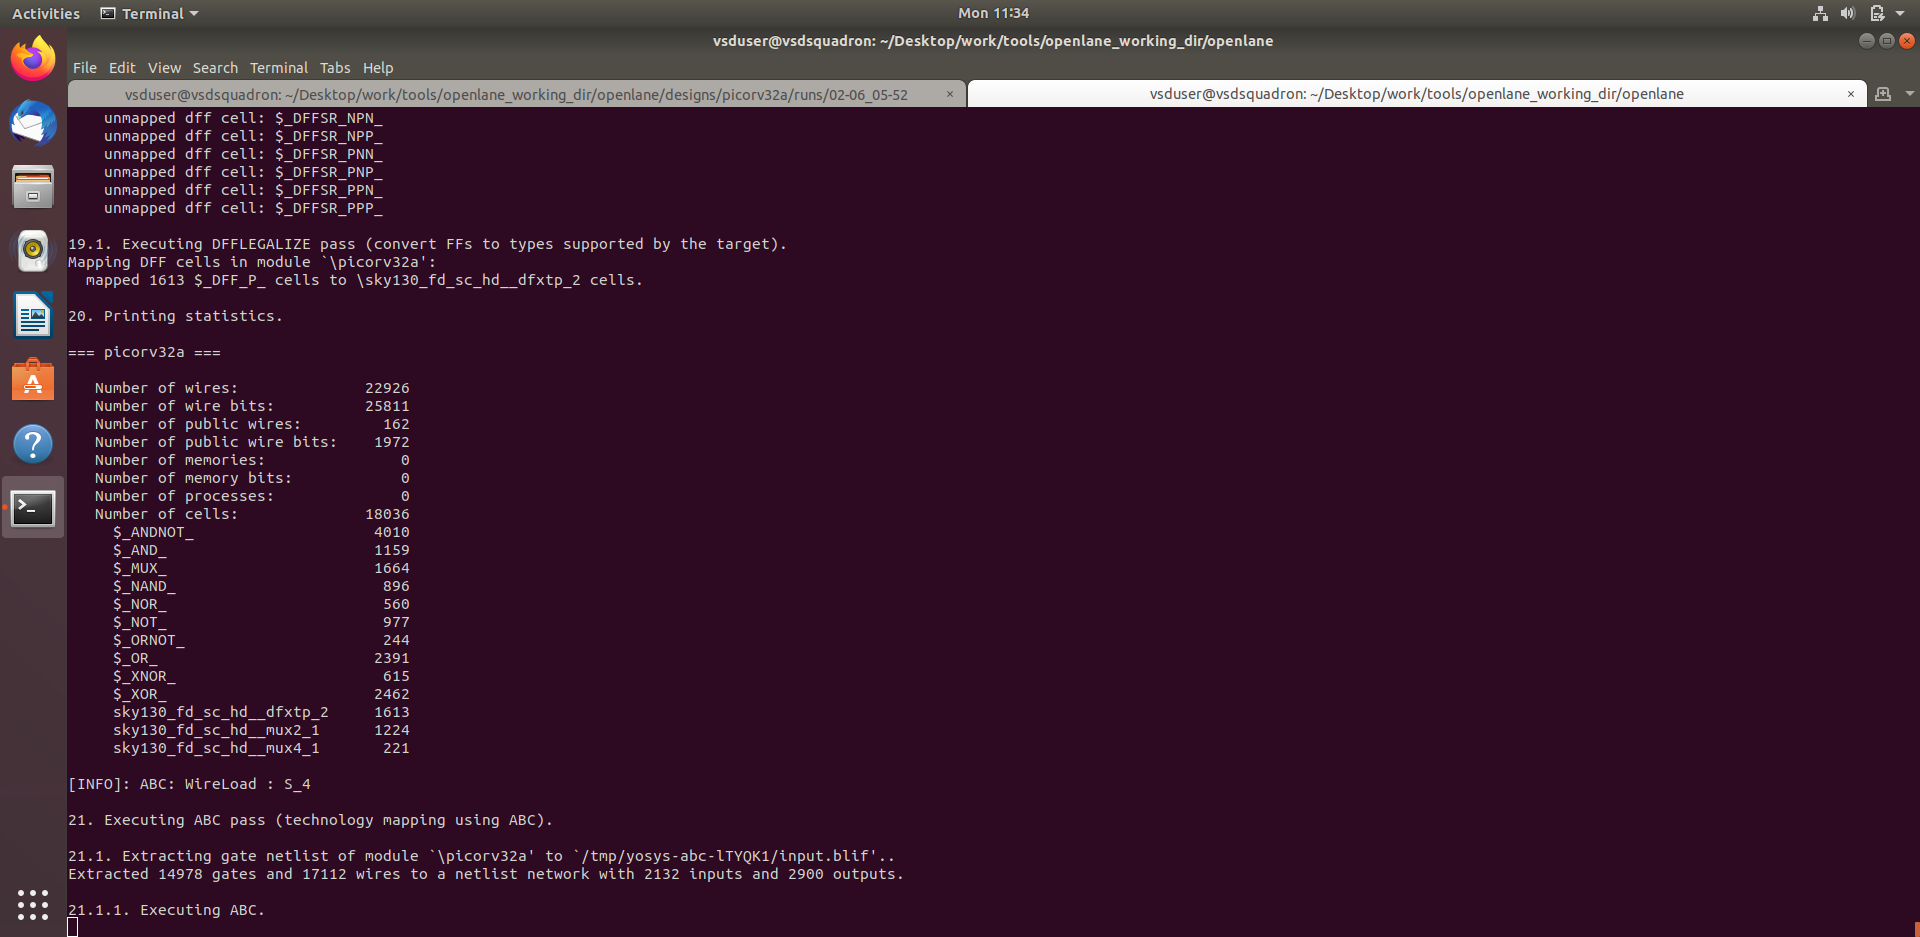 Activities Terminal Mon 11:34
vsduser@vsdsquadron: ~/Desktop/work/tools/openlane_working_dir/openlane
File Edit View Search Terminal Tabs Help
vsduser@vsdsquadron: ~/Desktop/work/tools/openlane_working_dir/openlane/designs/picorv32a/runs/02-06_05-52 × vsduser@vsdsquadron: ~/Desktop/work/tools/openlane_working_dir/openlane ×
unmapped dff cell: $_DFFSR_NPN_
unmapped dff cell: $_DFFSR_NPP_
unmapped dff cell: $_DFFSR_PNN_
unmapped dff cell: $_DFFSR_PNP_
unmapped dff cell: $_DFFSR_PPN_
unmapped dff cell: $_DFFSR_PPP_
19.1. Executing DFFLEGALIZE pass (convert FFs to types supported by the target).
Mapping DFF cells in module `\picorv32a':
mapped 1613 $_DFF_P_ cells to \sky130_fd_sc_hd__dfxtp_2 cells.
20. Printing statistics.
=== picorv32a ===
Number of wires: 22926
Number of wire bits: 25811
Number of public wires: 162
Number of public wire bits: 1972
Number of memories: 0
Number of memory bits: 0
Number of processes: 0
Number of cells: 18036
$_ANDNOT_ 4010
$_AND_ 1159
$_MUX_ 1664
$_NAND_ 896
$_NOR_ 560
$_NOT_ 977
$_ORNOT_ 244
$_OR_ 2391
$_XNOR_ 615
$_XOR_ 2462
sky130_fd_sc_hd__dfxtp_2 1613
sky130_fd_sc_hd__mux2_1 1224
sky130_fd_sc_hd__mux4_1 221
[INFO]: ABC: WireLoad : S_4
21. Executing ABC pass (technology mapping using ABC).
21.1. Extracting gate netlist of module `\picorv32a' to `/tmp/yosys-abc-lTYQK1/input.blif'..
Extracted 14978 gates and 17112 wires to a netlist network with 2132 inputs and 2900 outputs.
21.1.1. Executing ABC.